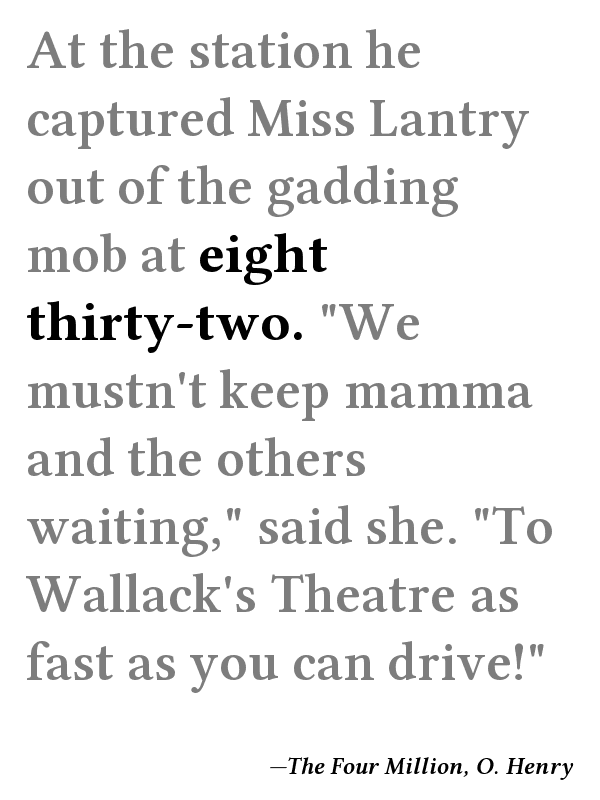 At the station he
captured Miss Lantry
out of the gadding
mob at eight
thirty-two. "We
mustn't keep mamma
and the others
waiting," said she. "To
Wallack's Theatre as
fast as you can drive!"
—The Four Million, O. Henry